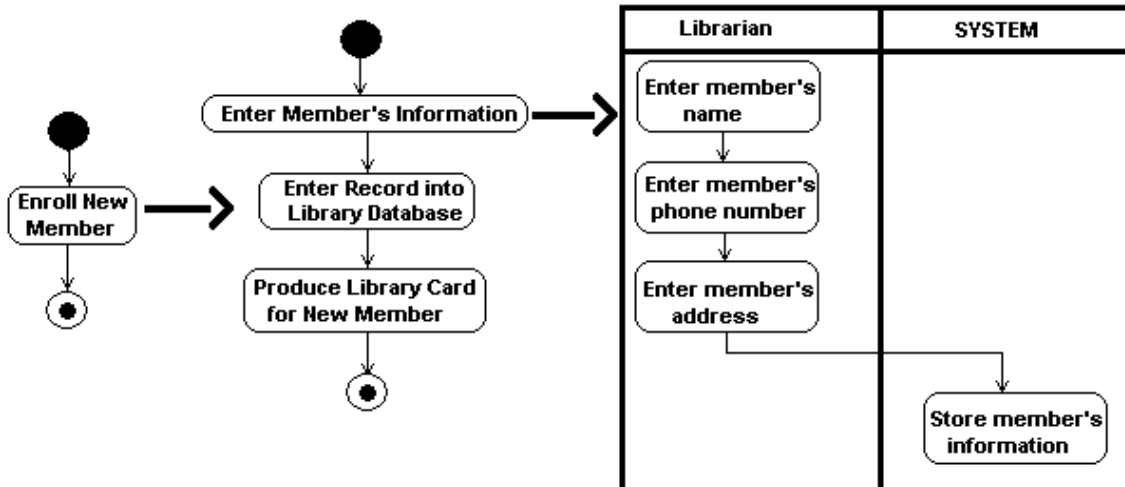 Enroll New
Member
Enter Member's Information
Enter Record into
Library Database
Produce Library Card
for New Member
Librarian
SYSTEM
Enter member's
name
Enter member's
phone number
Enter member's
address
Store member's
information